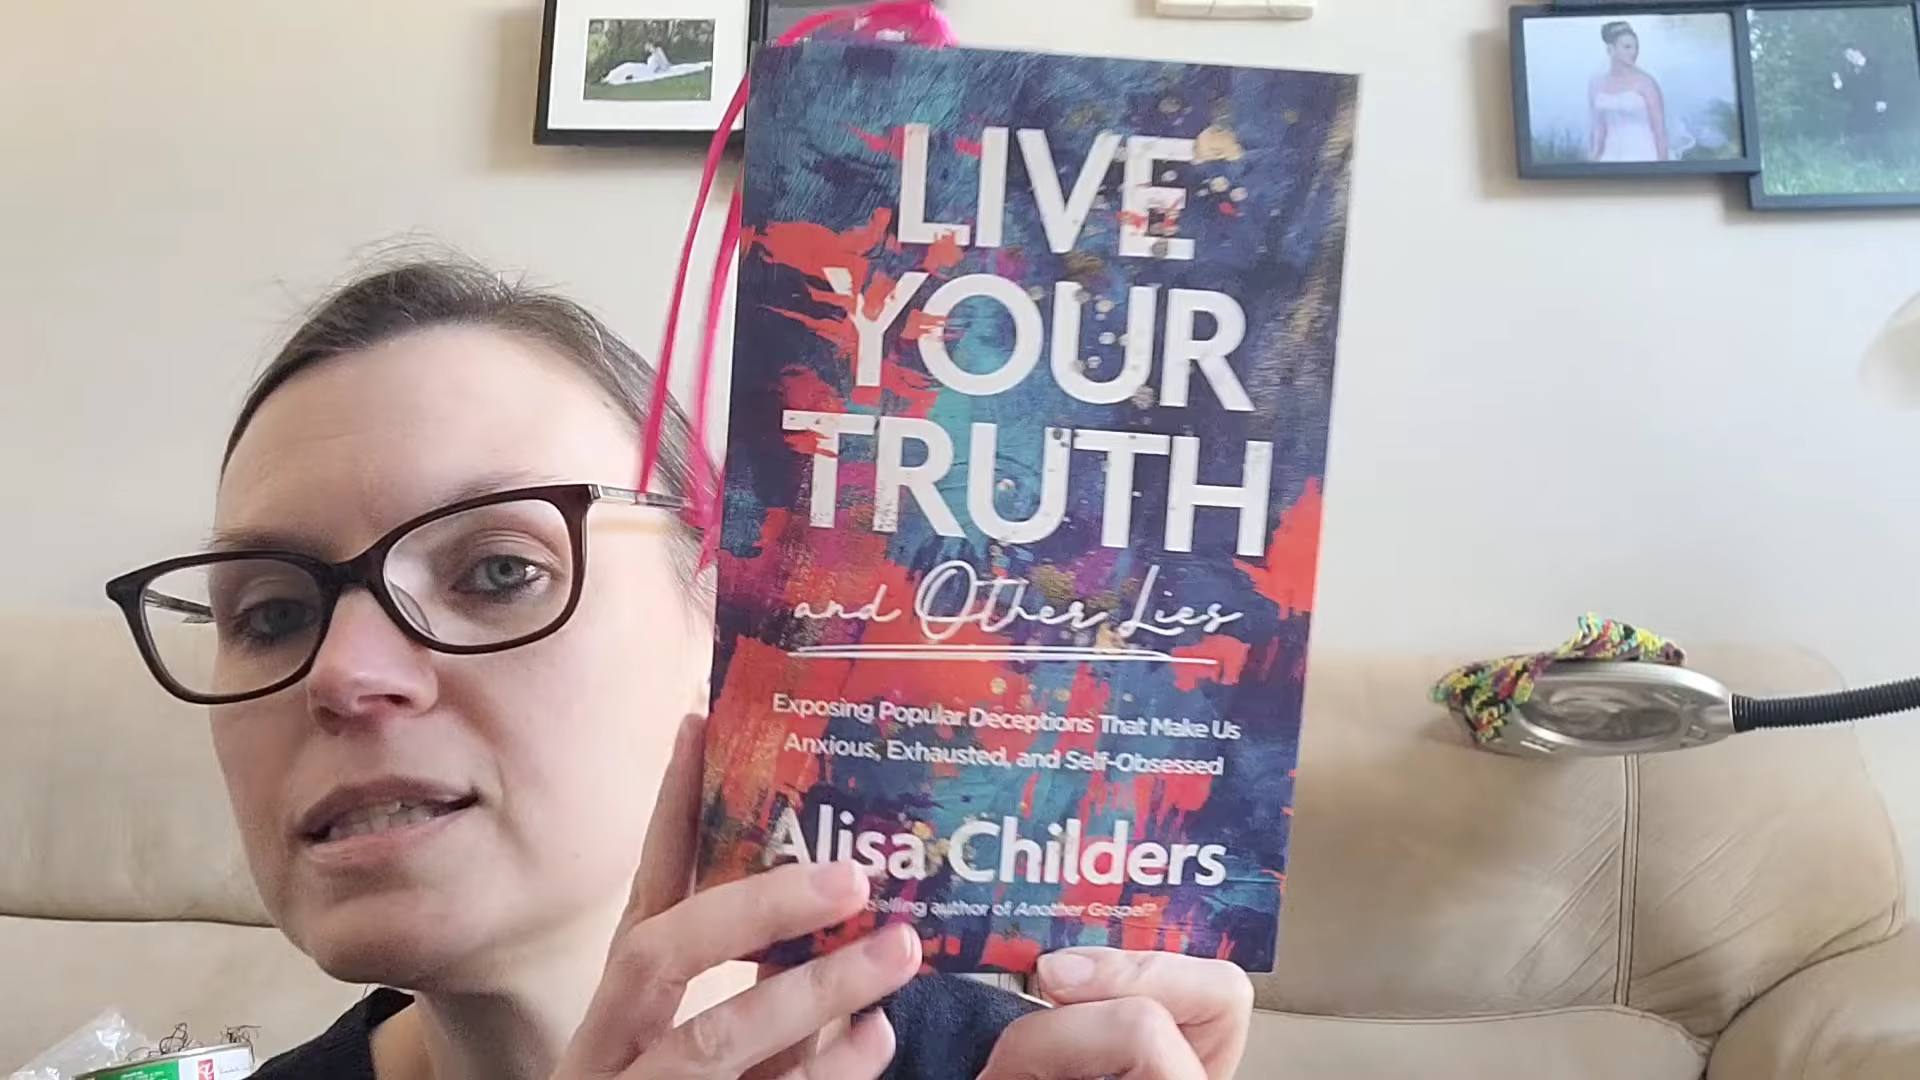 LIVE
YOUR
TRUTH
and Other Lies
Exposing Popular Deceptions That Make Us
Anxious, Exhausted, and Self-Obsessed
Alisa Childers
author of Another Gospel?